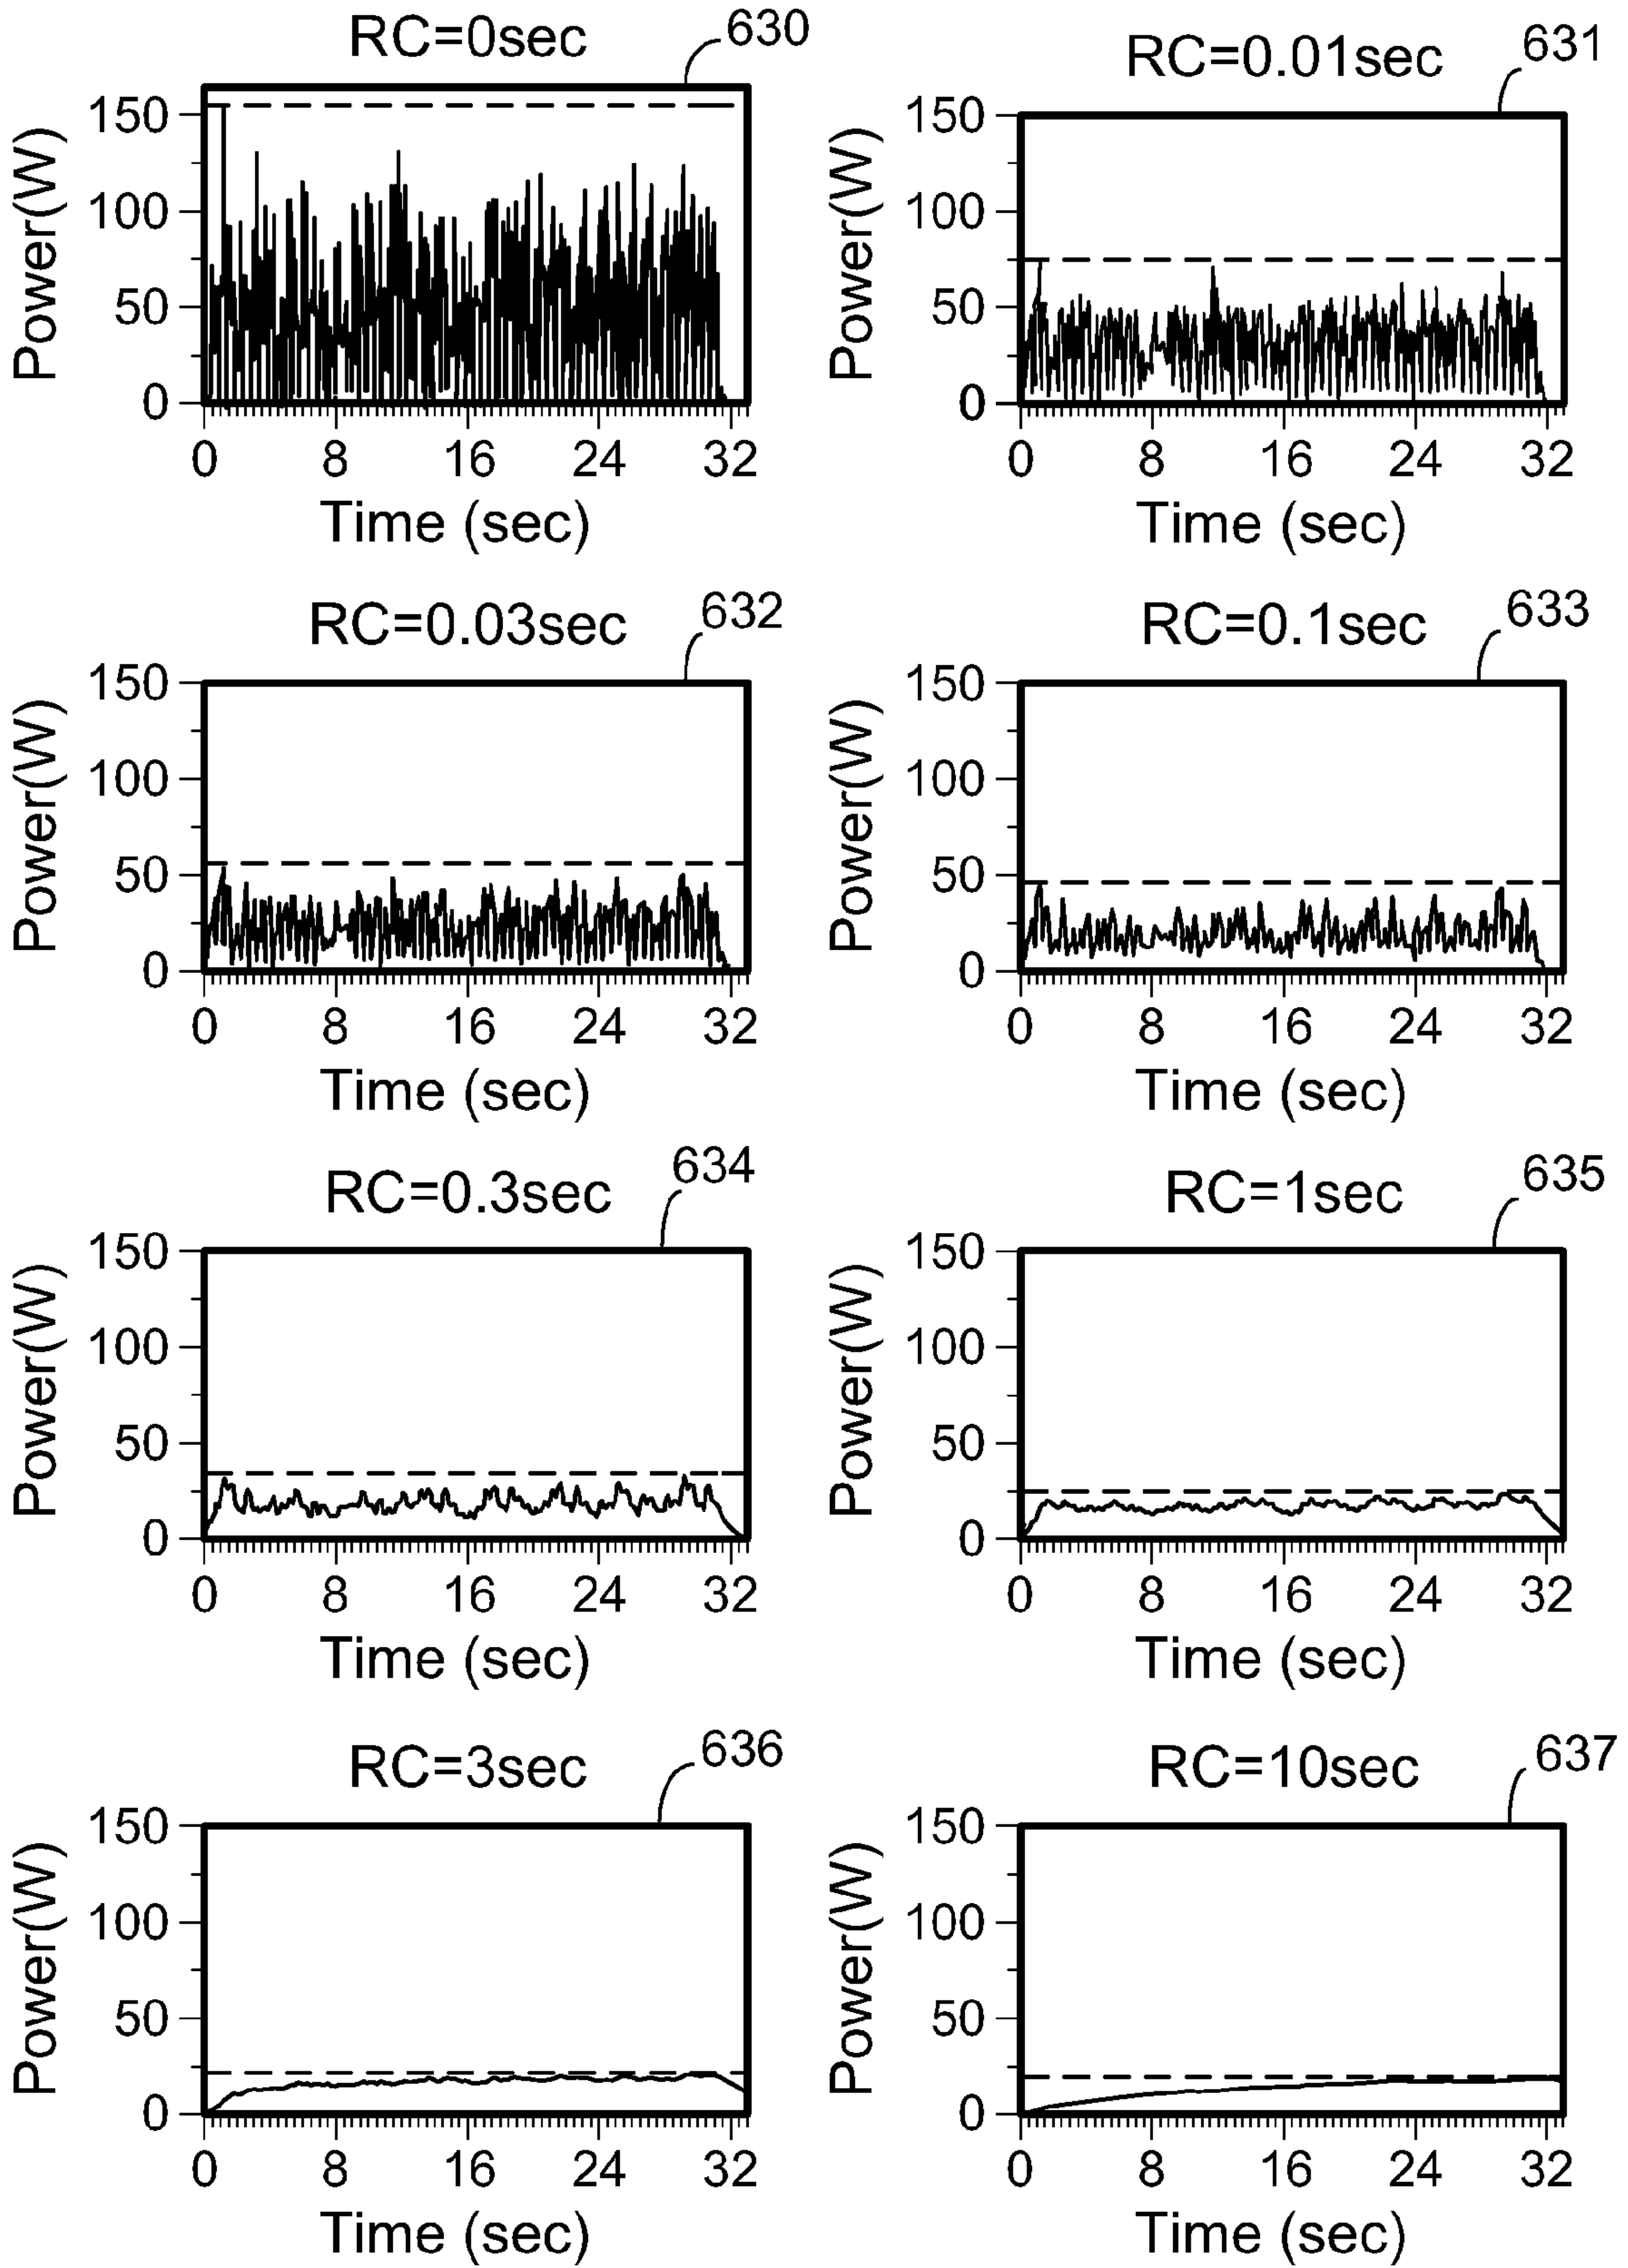 RC=0sec 630
Power(W)
150
100
50
0
0 8 16 24 32
Time (sec)
RC=0.01sec 631
Power(W)
150
100
50
0
0 8 16 24 32
Time (sec)
RC=0.03sec 632
Power(W)
150
100
50
0
0 8 16 24 32
Time (sec)
RC=0.1sec 633
Power(W)
150
100
50
0
0 8 16 24 32
Time (sec)
RC=0.3sec 634
Power(W)
150
100
50
0
0 8 16 24 32
Time (sec)
RC=1sec 635
Power(W)
150
100
50
0
0 8 16 24 32
Time (sec)
RC=3sec 636
Power(W)
150
100
50
0
0 8 16 24 32
Time (sec)
RC=10sec 637
Power(W)
150
100
50
0
0 8 16 24 32
Time (sec)